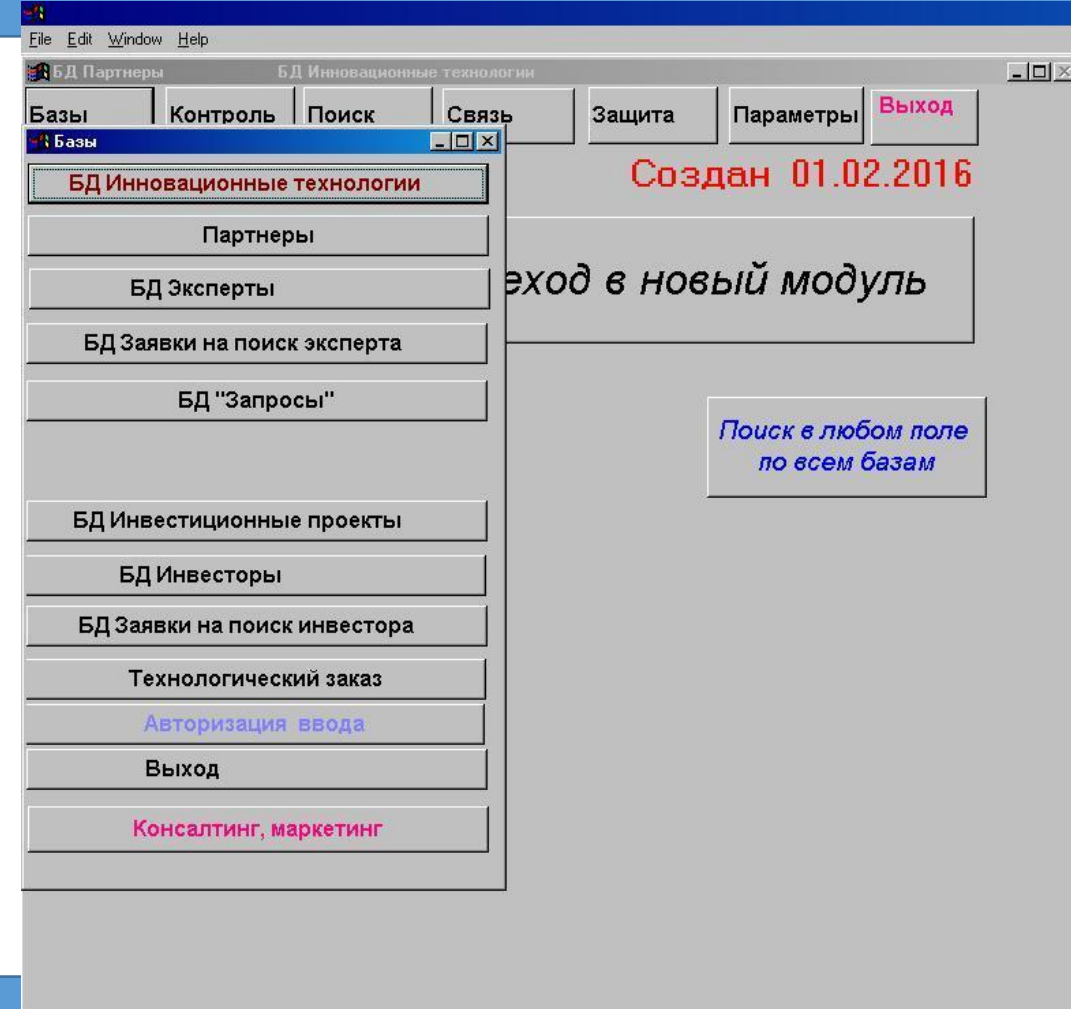 File Edit Window Help
БД Партнеры БД Инновационные технологии
Базы Контроль Поиск Связь Защита Параметры Выход
Базы
БД Инновационные технологии
Партнеры
БД Эксперты
БД Заявки на поиск эксперта
БД "Запросы"
БД Инвестиционные проекты
БД Инвесторы
БД Заявки на поиск инвестора
Технологический заказ
Авторизация ввода
Выход
Консалтинг, маркетинг
Создан 01.02.2016
еход в новый модуль
Поиск в любом поле
по всем базам